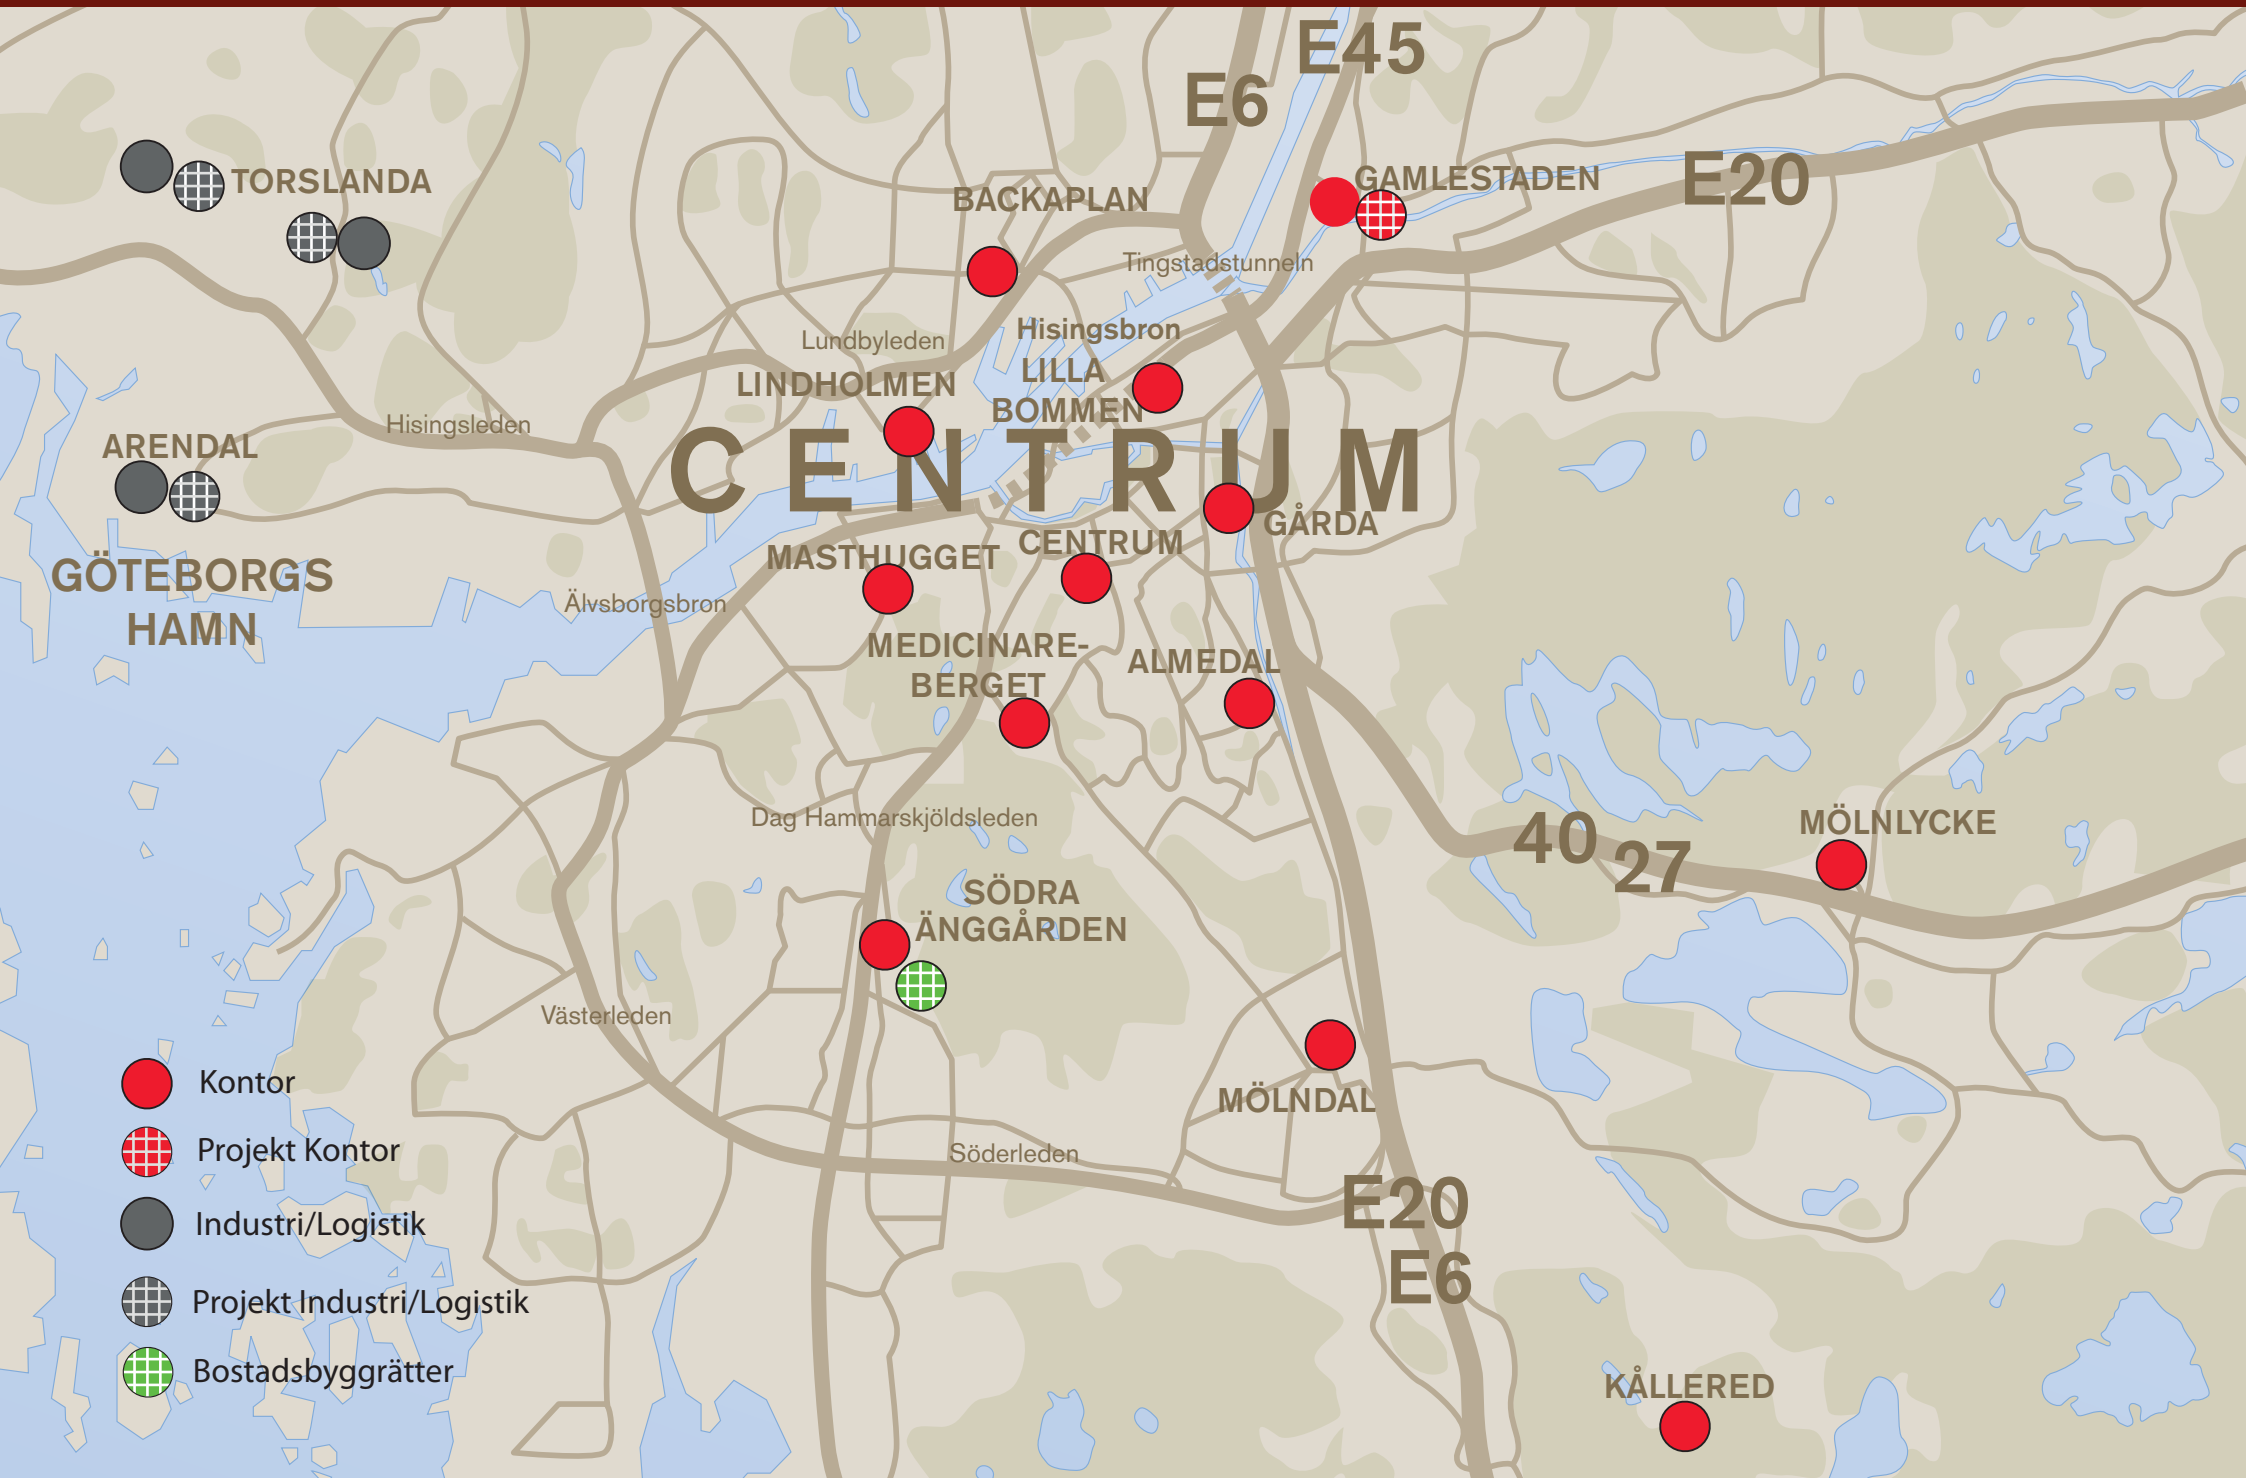 E45
E6
E20
GAMLESTADEN
TORSLANDA
BACKAPLAN
Tingstadstunneln
Hisingsbron
Lundbyleden
LILLA
BOMMEN
LINDHOLMEN
Hisingsleden
ARENDAL
CENTRUM
GÅRDA
CENTRUM
MASTHUGGET
GÖTEBORGS
HAMN
Älvsborgsbron
MEDICINARE-
BERGET
ALMEDAL
Dag Hammarskjöldsleden
40
27
MÖLNLYCKE
SÖDRA
ÄNGGÅRDEN
Västerleden
MÖLNDAL
Söderleden
E20
E6
KÅLLERED
Kontor
Projekt Kontor
Industri/Logistik
Projekt Industri/Logistik
Bostadsbyggrätter